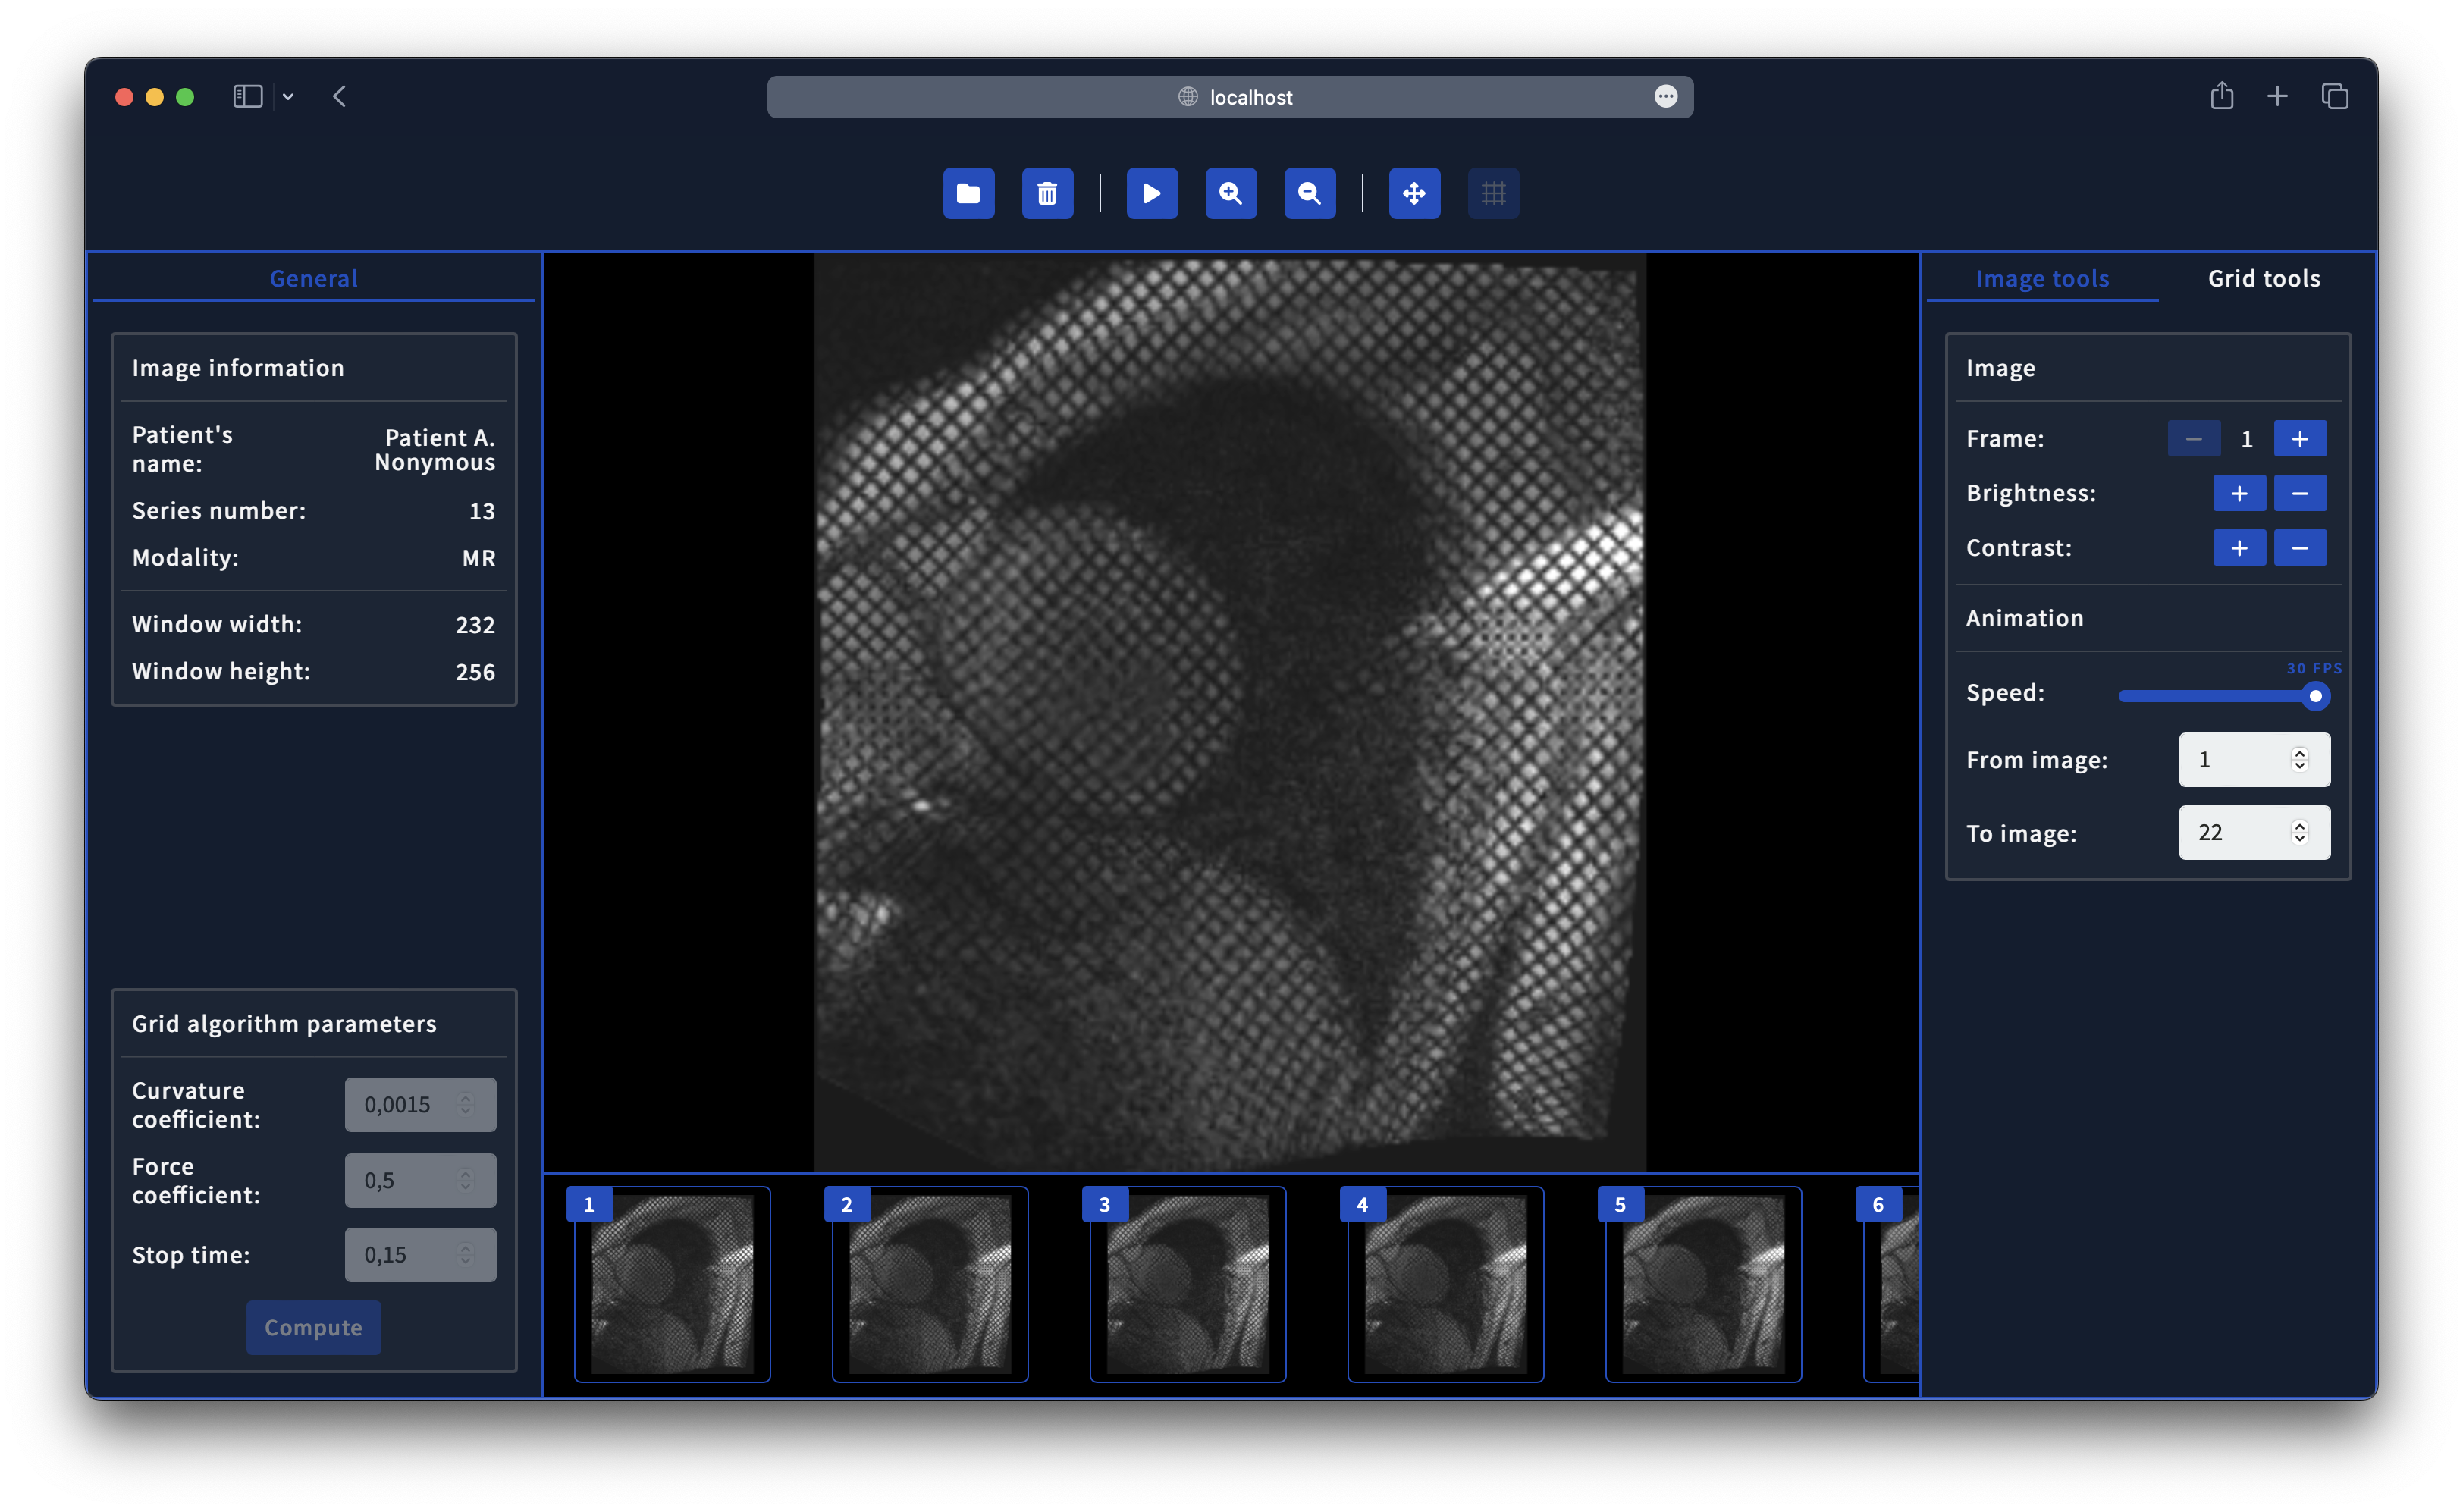 localhost
General
Image information
Patient's
name:
Patient A.
Nonymous
Series number:
13
Modality:
MR
Window width:
232
Window height:
256
Grid algorithm parameters
Curvature
coefficient:
0,0015
Force
coefficient:
0,5
Stop time:
0,15
Compute
1
2
3
4
5
6
Image tools
Grid tools
Image
Frame:
1
Brightness:
Contrast:
Animation
30 FPS
Speed:
From image:
1
To image:
22